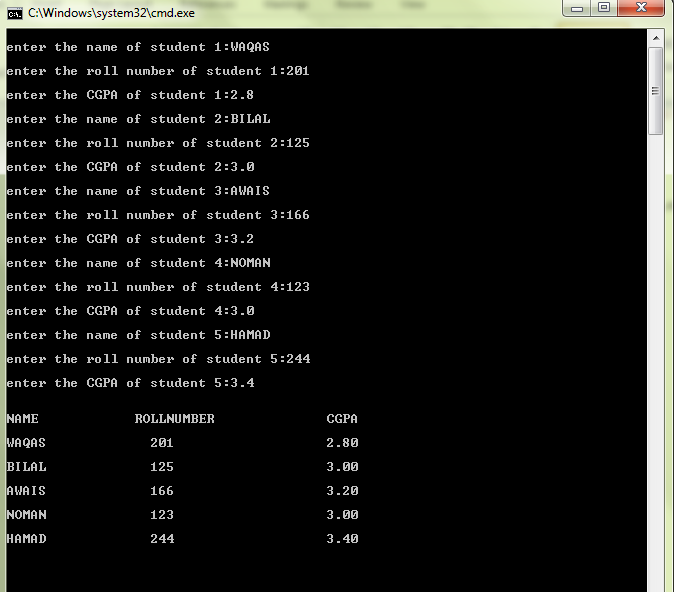 C:\Windows\system32\cmd.exe
enter the name of student 1:WAQAS
enter the roll number of student 1:201
enter the CGPA of student 1:2.8
enter the name of student 2:BILAL
enter the roll number of student 2:125
enter the CGPA of student 2:3.0
enter the name of student 3:AWAIS
enter the roll number of student 3:166
enter the CGPA of student 3:3.2
enter the name of student 4:NOMAN
enter the roll number of student 4:123
enter the CGPA of student 4:3.0
enter the name of student 5:HAMAD
enter the roll number of student 5:244
enter the CGPA of student 5:3.4
NAME ROLLNUMBER CGPA
WAQAS 201 2.80
BILAL 125 3.00
AWAIS 166 3.20
NOMAN 123 3.00
HAMAD 244 3.40